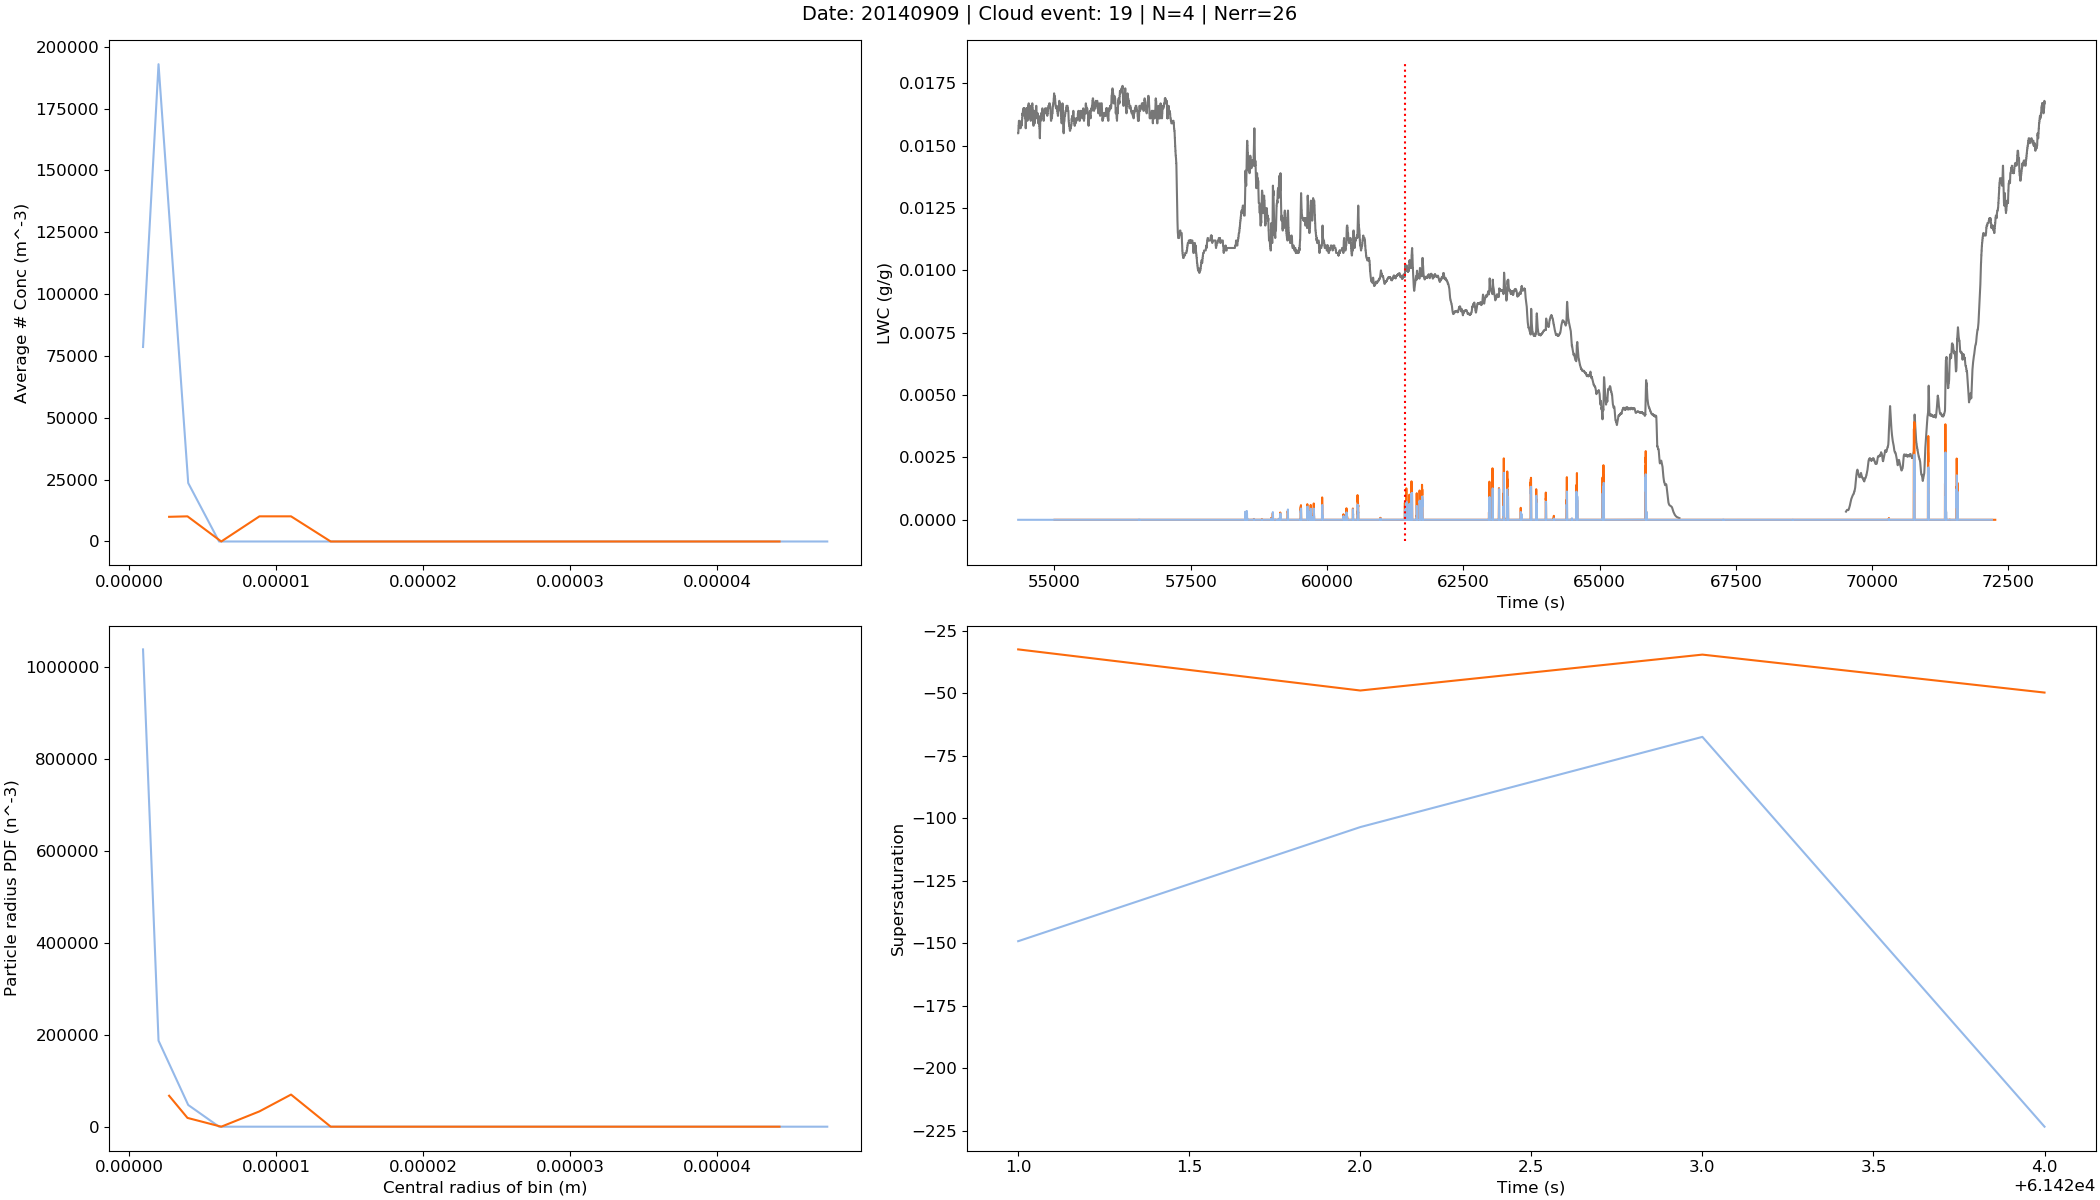 Date: 20140909 | Cloud event: 19 | N=4 | Nerr=26
200000
175000
150000
125000
100000
75000
50000
25000
0
Average # Conc (m^-3)
0.00000 0.00001 0.00002 0.00003 0.00004
0.0175
0.0150
0.0125
0.0100
0.0075
0.0050
0.0025
0.0000
LWC (g/g)
55000 57500 60000 62500 65000 67500 70000 72500
Time (s)
1000000
800000
600000
400000
200000
0
Particle radius PDF (n^-3)
0.00000 0.00001 0.00002 0.00003 0.00004
Central radius of bin (m)
−25
−50
−75
−100
−125
−150
−175
−200
−225
Supersaturation
1.0 1.5 2.0 2.5 3.0 3.5 4.0
+6.142e4
Time (s)